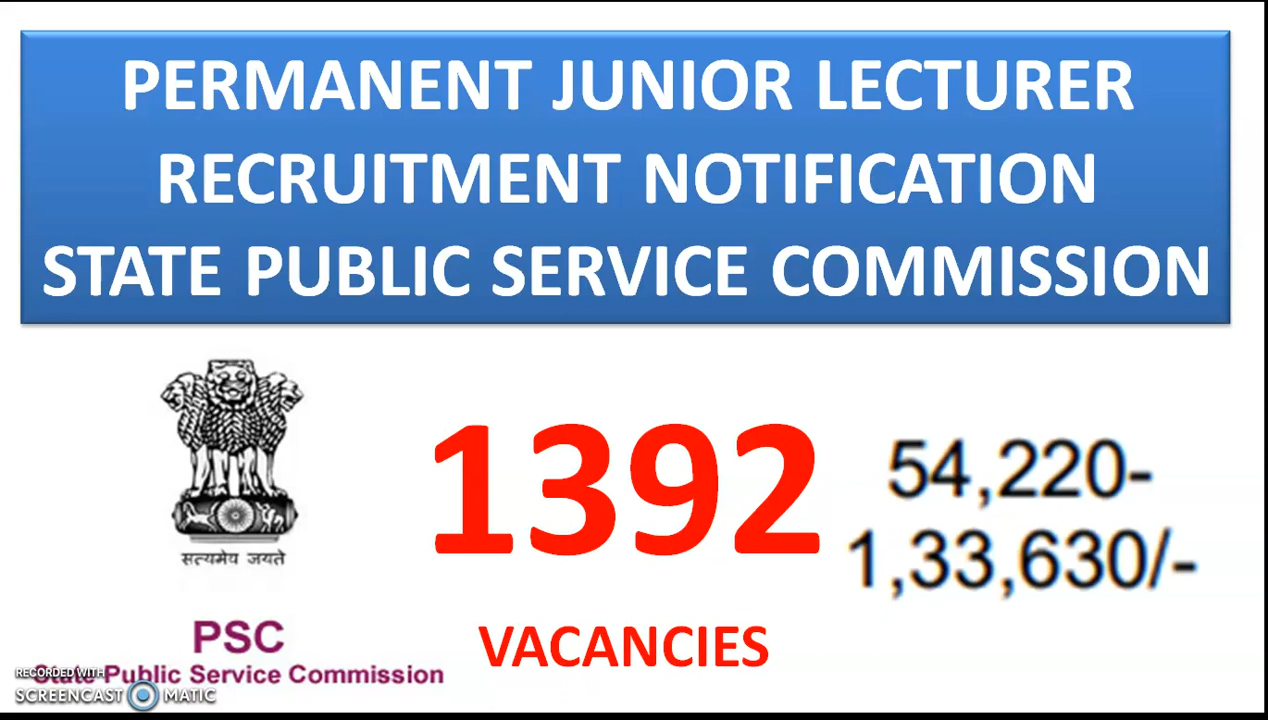 PERMANENT JUNIOR LECTURER
RECRUITMENT NOTIFICATION
STATE PUBLIC SERVICE COMMISSION
सत्यमेव जयते
1392
54,220-
1,33,630/-
PSC
State Public Service Commission
VACANCIES
RECORDED WITH
SCREENCAST MATIC